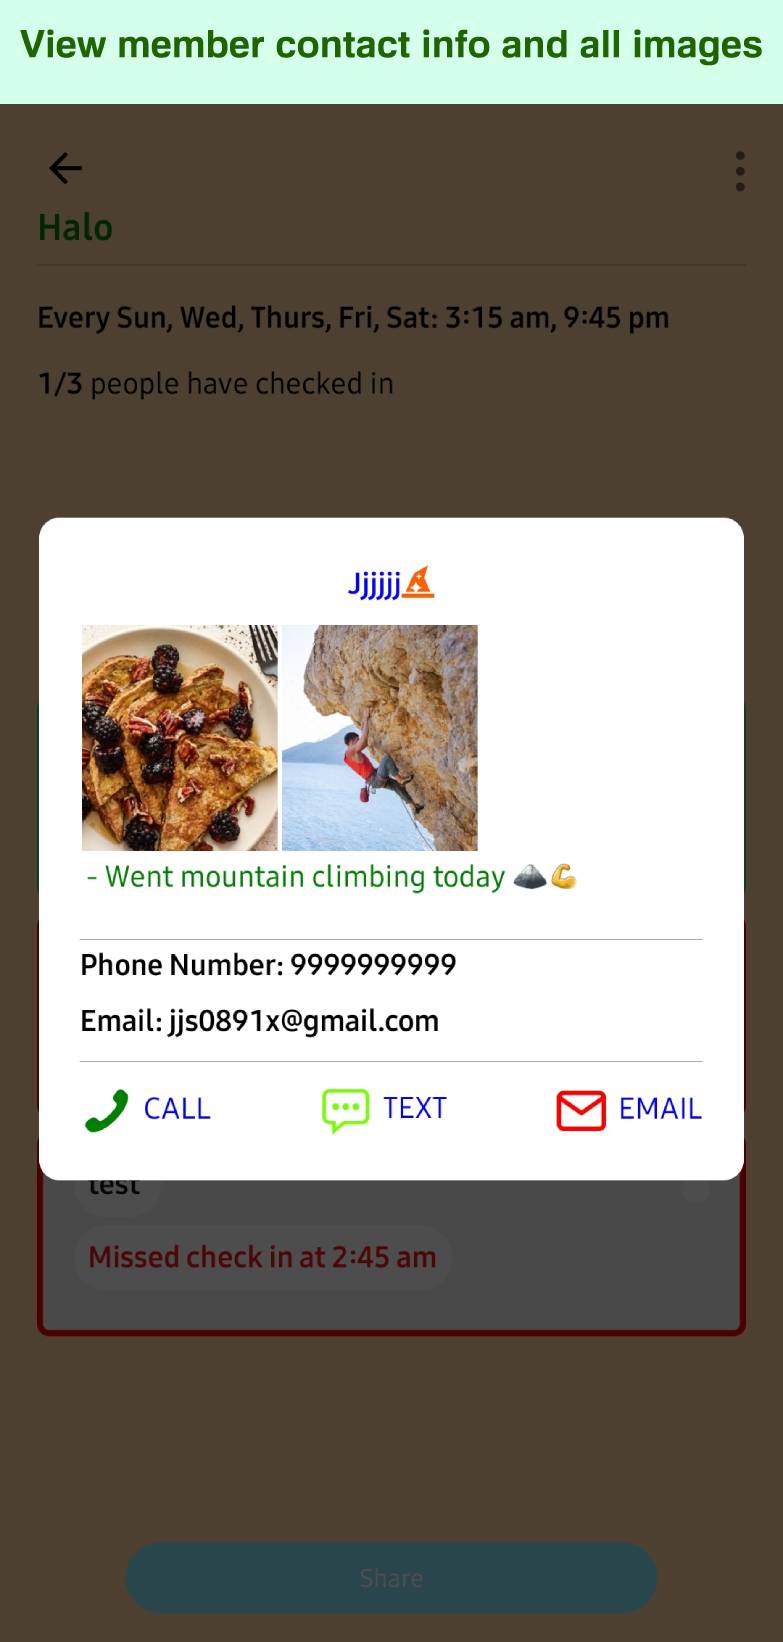 View member contact info and all images
Halo
Every Sun, Wed, Thurs, Fri, Sat: 3:15 am, 9:45 pm
1/3 people have checked in
Jjjjjj
- Went mountain climbing today ⛰️💪
Phone Number: 9999999999
Email: jjs0891x@gmail.com
CALL TEXT EMAIL
test
Missed check in at 2:45 am
Share